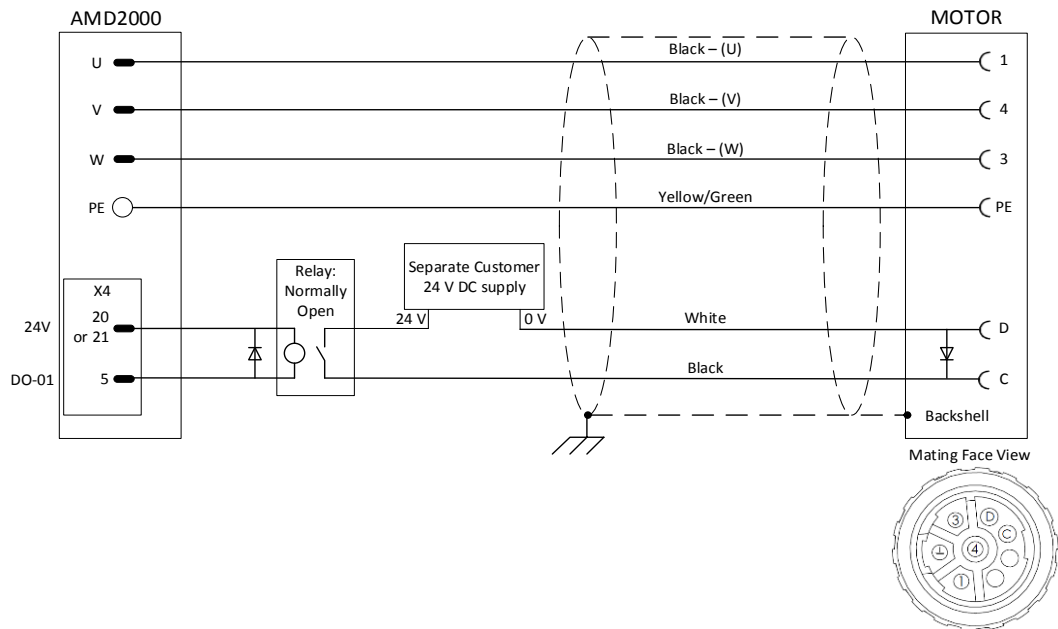 AMD2000
MOTOR
U
Black – (U)
1
V
Black – (V)
4
W
Black – (W)
3
PE
Yellow/Green
PE
X4
24V
20
or 21
DO-01
5
Relay:
Normally
Open
Separate Customer
24 V DC supply
24 V
0 V
White
D
Black
C
Backshell
Mating Face View
3
D
C
4
1